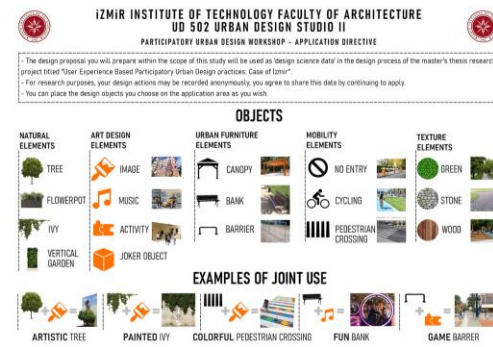 iZMiR INSTITUTE OF TECHNOLOGY FACULTY OF ARCHITECTURE
UD 502 URBAN DESIGN STUDIO II
PARTICIPATORY URBAN DESIGN WORKSHOP - APPLICATION DIRECTIVE
- The design proposal you will prepare within the scope of this study will be used as 'design science data' in the design process of the master's thesis research
project titled "User Experience Based Participatory Urban Design practices: Case of İzmir".
- For research purposes, your design actions may be recorded anonymously, you agree to share this data by continuing to apply.
- You can place the design objects you choose on the application area as you wish.
OBJECTS
NATURAL
ELEMENTS
TREE
FLOWERPOT
IVY
VERTICAL
GARDEN
ART DESIGN
ELEMENTS
IMAGE
MUSIC
ACTIVITY
JOKER OBJECT
URBAN FURNITURE
ELEMENTS
CANOPY
BANK
BARRIER
MOBILITY
ELEMENTS
NO ENTRY
CYCLING
PEDESTRIAN
CROSSING
TEXTURE
ELEMENTS
GREEN
STONE
WOOD
EXAMPLES OF JOINT USE
ARTISTIC TREE
PAINTED IVY
COLORFUL PEDESTRIAN CROSSING
FUN BANK
GAME BARRER